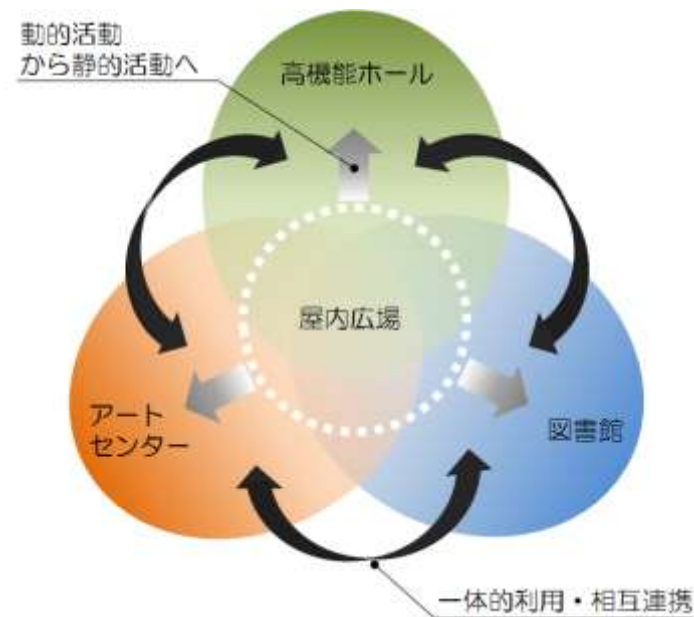 動的活動
から静的活動へ
高機能ホール
屋内広場
アート
センター
図書館
一体的利用・相互連携